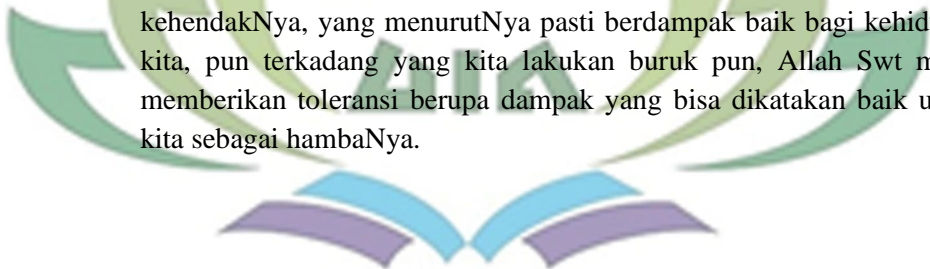 kehendakNya, yang menurutNya pasti berdampak baik bagi kehid
kita, pun terkadang yang kita lakukan buruk pun, Allah Swt m
memberikan toleransi berupa dampak yang bisa dikatakan baik u
kita sebagai hambaNya.